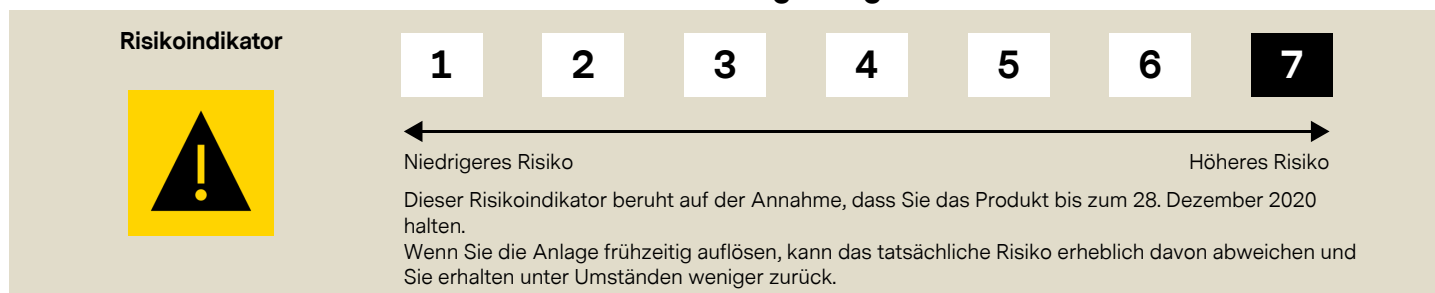 Risikoindikator
1 2 3 4 5 6 7
Niedrigeres Risiko Höheres Risiko
Dieser Risikoindikator beruht auf der Annahme, dass Sie das Produkt bis zum 28. Dezember 2020
halten.
Wenn Sie die Anlage frühzeitig auflösen, kann das tatsächliche Risiko erheblich davon abweichen und
Sie erhalten unter Umständen weniger zurück.